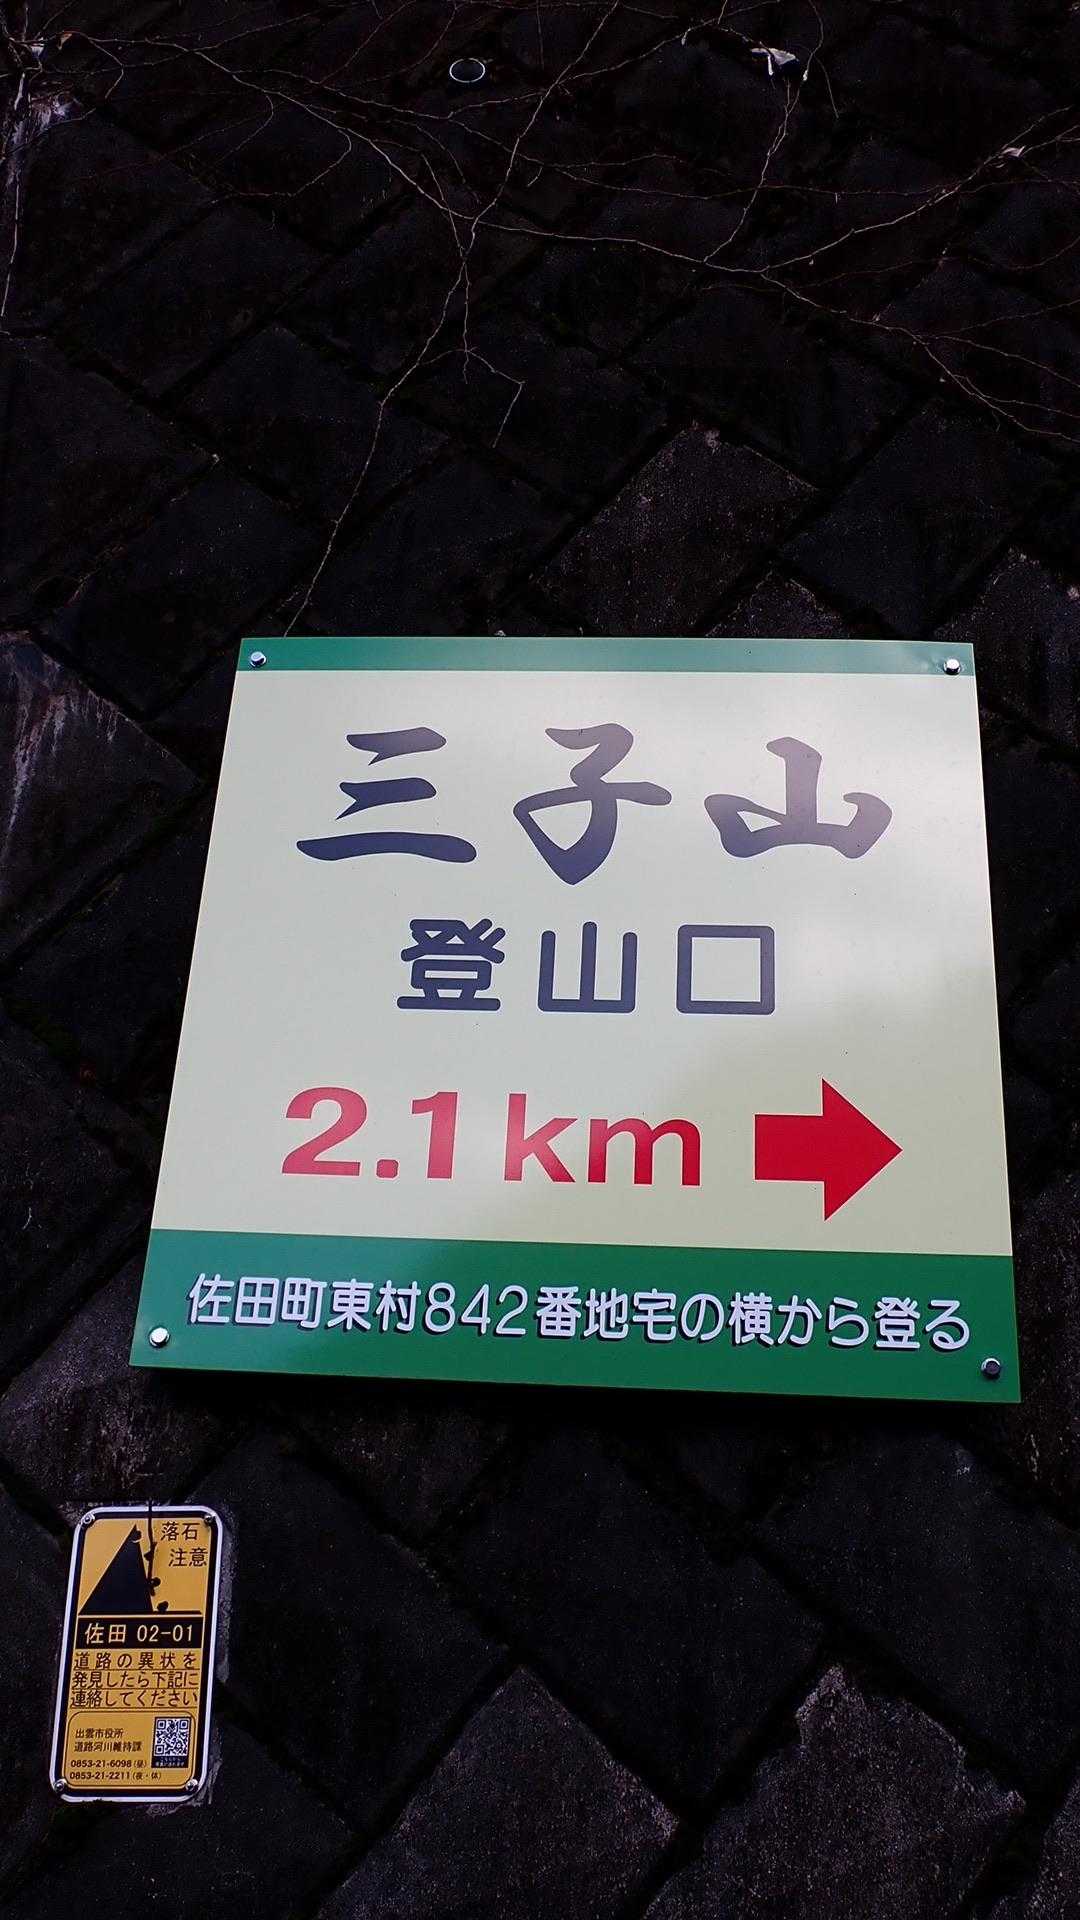 三子山
登山口
2.1km
佐田町東村842番地宅の横から登る
落石
注意
佐田 02-01
道路の異状を
発見したら下記に
連絡してください
出雲市役所
道路河川維持課
0853-21-6098(昼)
0853-21-2211(夜・休)